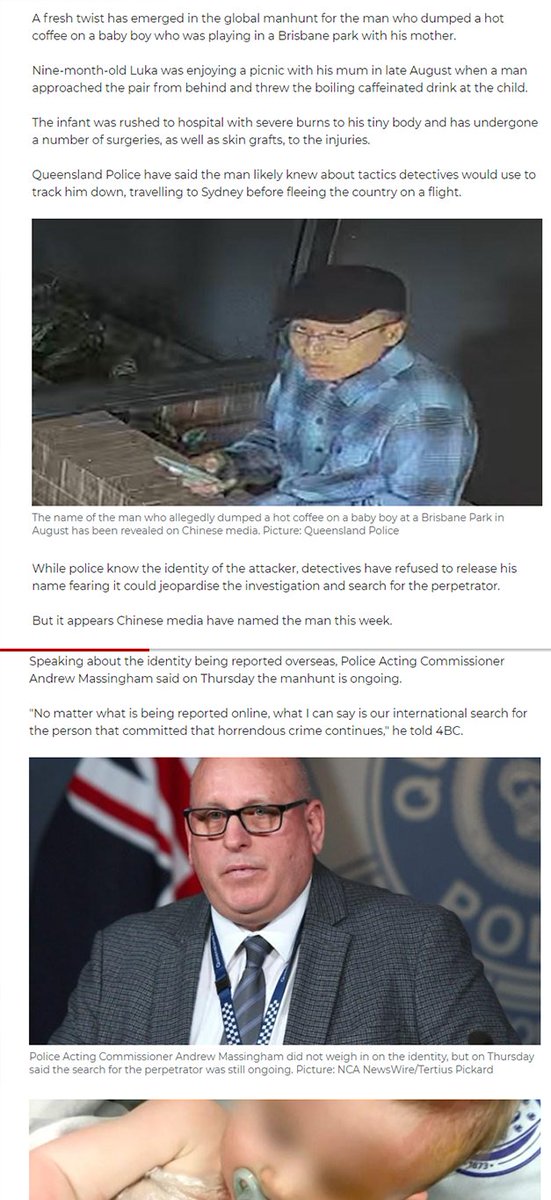 A fresh twist has emerged in the global manhunt for the man who dumped a hot
coffee on a baby boy who was playing in a Brisbane park with his mother.
Nine-month-old Luka was enjoying a picnic with his mum in late August when a man
approached the pair from behind and threw the boiling caffeinated drink at the child.
The infant was rushed to hospital with severe burns to his tiny body and has undergone
a number of surgeries, as well as skin grafts, to the injuries.
Queensland Police have said the man likely knew about tactics detectives would use to
track him down, travelling to Sydney before fleeing the country on a flight.
The name of the man who allegedly dumped a hot coffee on a baby boy at a Brisbane Park in
August has been revealed on Chinese media. Picture: Queensland Police
While police know the identity of the attacker, detectives have refused to release his
name fearing it could jeopardise the investigation and search for the perpetrator.
But it appears Chinese media have named the man this week.
Speaking about the identity being reported overseas, Police Acting Commissioner
Andrew Massingham said on Thursday the manhunt is ongoing.
"No matter what is being reported online, what I can say is our international search for
the person that committed that horrendous crime continues," he told 4BC.
QU
POL
Police Acting Commissioner Andrew Massingham did not weigh in on the identity, but on Thursday
said the search for the perpetrator was still ongoing. Picture: NCA NewsWire/Tertius Pickard
1873